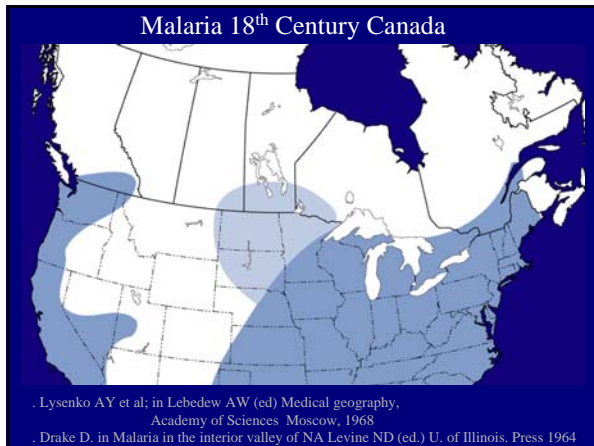 Malaria 18th Century Canada
. Lysenko AY et al; in Lebedew AW (ed) Medical geography,
Academy of Sciences Moscow, 1968
. Drake D. in Malaria in the interior valley of NA Levine ND (ed.) U. of Illinois. Press 1964